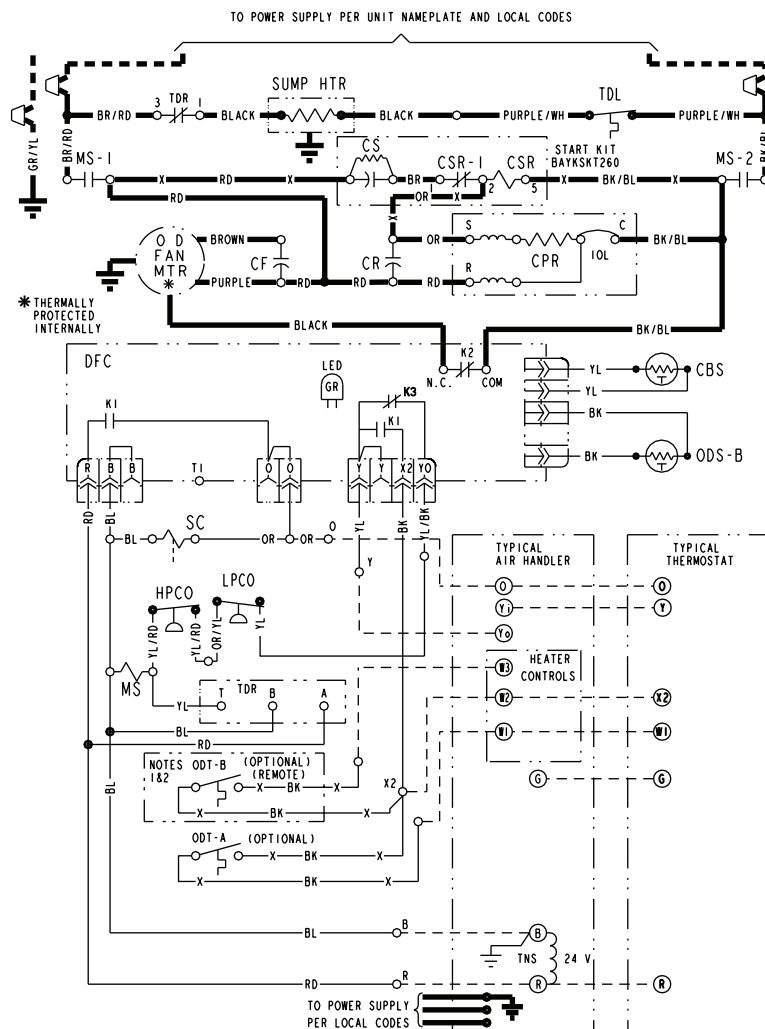 TO POWER SUPPLY PER UNIT NAMEPLATE AND LOCAL CODES
SUMP HTR
TDL
3 TDR 1
BR/RD
BLACK
BLACK
PURPLE/WH
PURPLE/WH
GR/YL
BR/RD
BK/BL
CS
START KIT
BAYKSKT260
MS-1
CSR-1
CSR
MS-2
X RD X
BR
1
2
5
X BK/BL X
RD
OR X
X
O D
FAN
MTR
*
BROWN
CF
PURPLE
RD
RD
CR
OR
S
C
CPR
IOL
BK/BL
R
RD
* THERMALLY
PROTECTED
INTERNALLY
BLACK
BK/BL
DFC
LED
GR
K2
N.C.
COM
YL
CBS
YL
BK
BK
ODS-B
K1
K3
K1
R B B
T1
O O
Y Y X2 YO
RD
BL
YL
BK
YL/BK
BL
SC
OR
OR
O
Y
TYPICAL
AIR HANDLER
TYPICAL
THERMOSTAT
HPCO
LPCO
O
O
Yi
Y
Yo
YL/RD
YL/RD
OR/YL
YL
W3
HEATER
CONTROLS
MS
TDR
T B A
YL
W2
X2
BL
RD
W1
W1
NOTES
1&2
ODT-B
(OPTIONAL)
(REMOTE)
X BK X
X BK X
X2
G
G
BL
ODT-A
(OPTIONAL)
X BK X
X BK X
BL
B
B
TNS
24 V
RD
R
R
R
TO POWER SUPPLY
PER LOCAL CODES